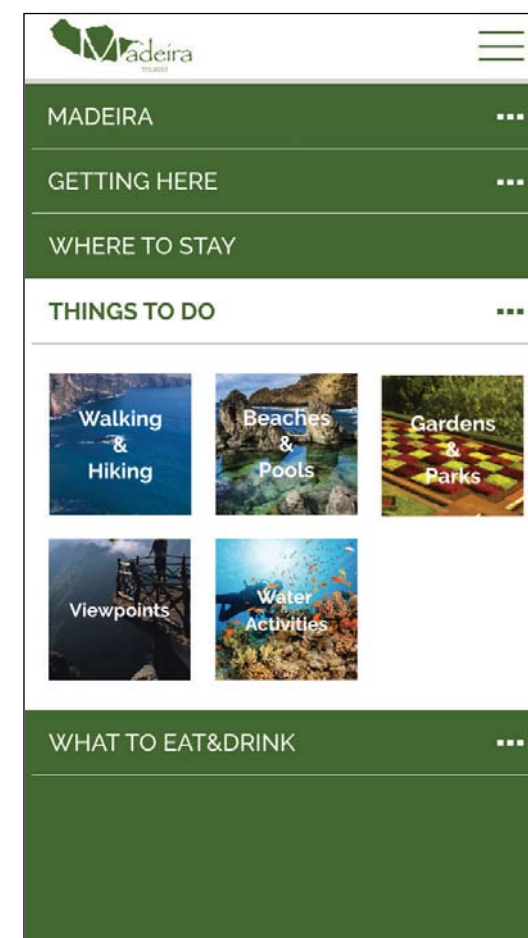 Madeira
TOURIST
MADEIRA
GETTING HERE
WHERE TO STAY
THINGS TO DO
Walking
&
Hiking
Beaches
&
Pools
Gardens
&
Parks
Viewpoints
Water
Activities
WHAT TO EAT&DRINK